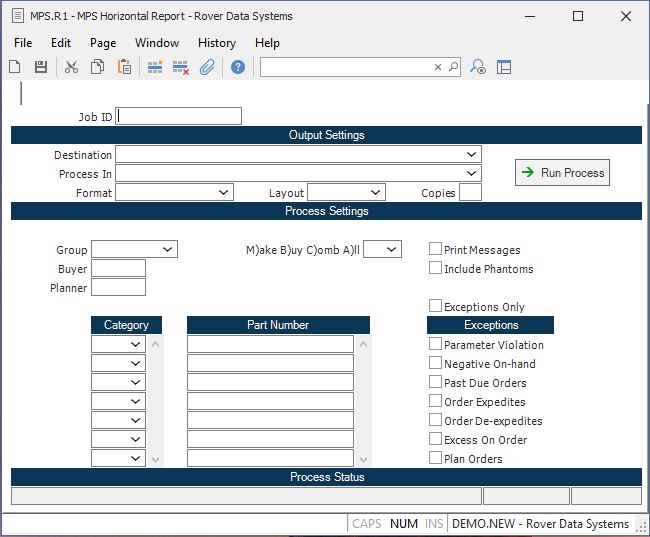 MPS.R1 - MPS Horizontal Report - Rover Data Systems
File Edit Page Window History Help
Job ID
Output Settings
Destination
Process In
Run Process
Format Layout Copies
Process Settings
Group M)ake B)uy C)omb A)ll Print Messages
Buyer Include Phantoms
Planner
Exceptions Only
Category Part Number Exceptions
Parameter Violation
Negative On-hand
Past Due Orders
Order Expedites
Order De-expedites
Excess On Order
Plan Orders
Process Status
CAPS NUM INS DEMO.NEW - Rover Data Systems